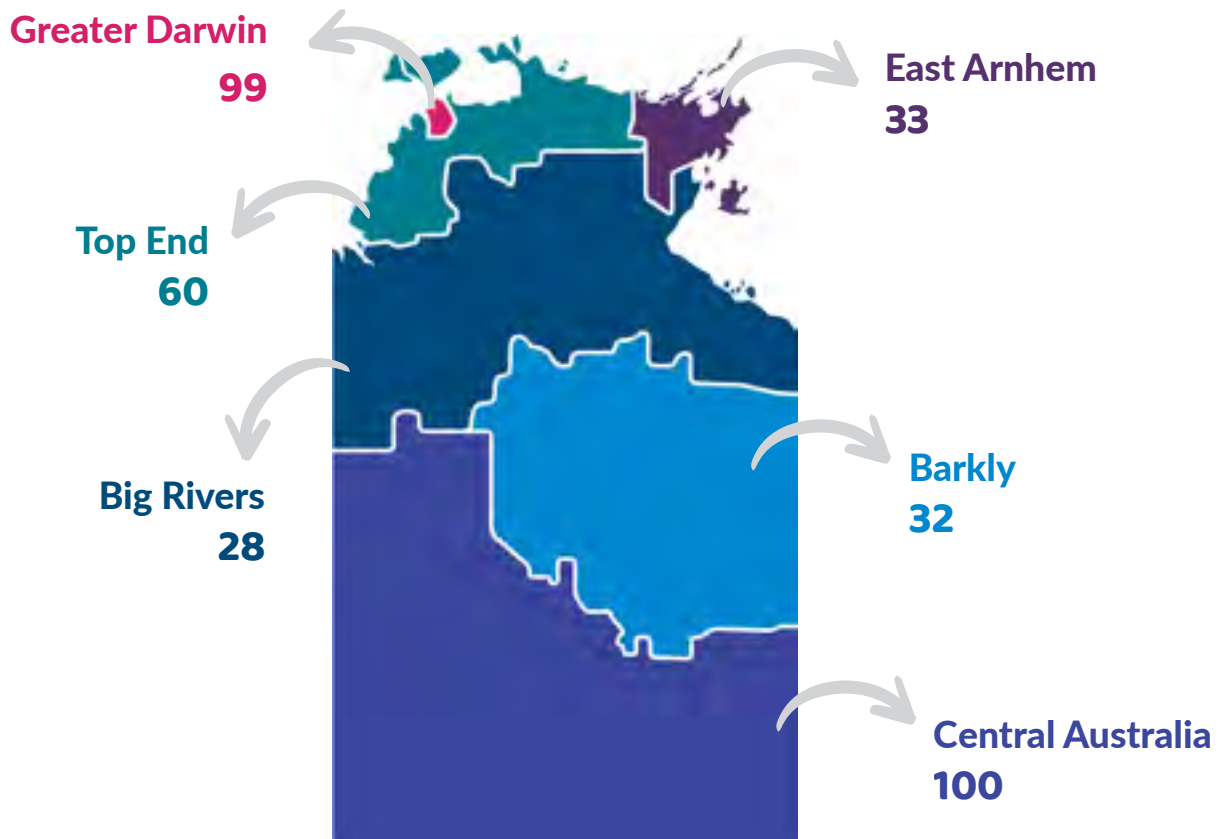 Greater Darwin
99
East Arnhem
33
Top End
60
Big Rivers
28
Barkly
32
Central Australia
100